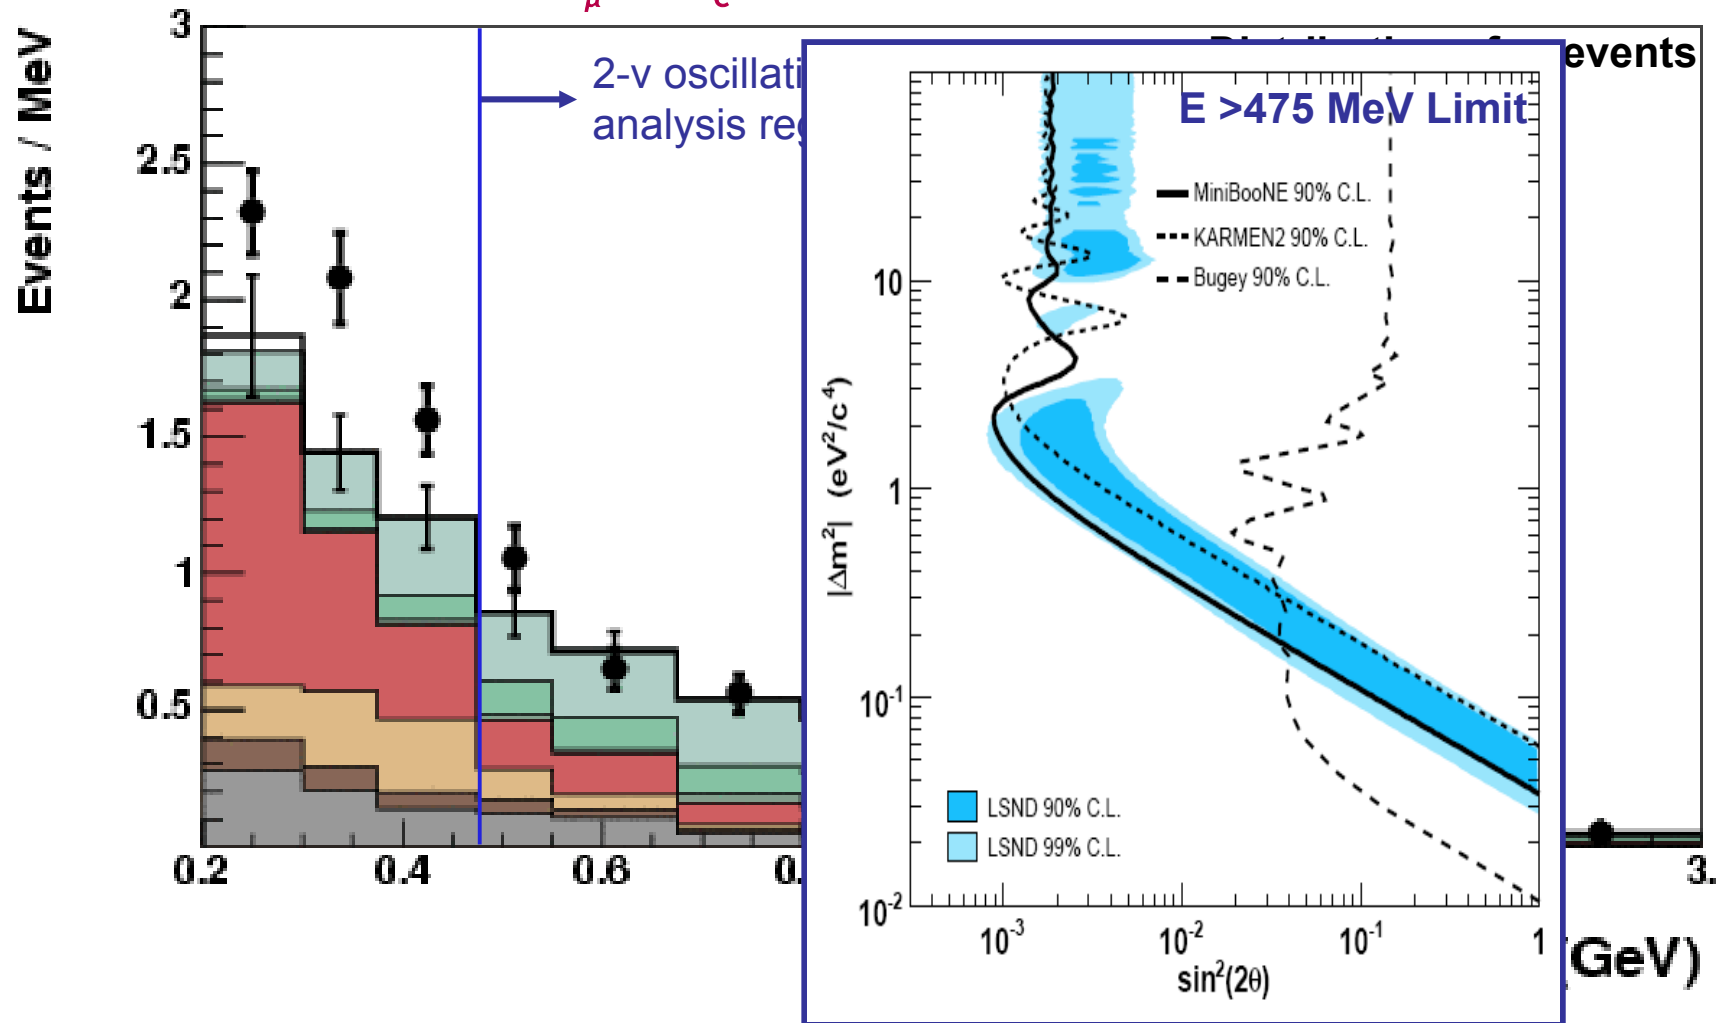 μ e
3
Events / MeV
2.5
2
1.5
1
0.5
0.2
0.4
0.6
0.
3.
(GeV)
2-ν oscillati
analysis reg
events
E >475 MeV Limit
MiniBooNE 90% C.L.
KARMEN2 90% C.L.
Bugey 90% C.L.
10
1
10-1
10-2
|Δm2| (eV2/c4)
LSND 90% C.L.
LSND 99% C.L.
10-3
10-2
10-1
1
sin2(2θ)